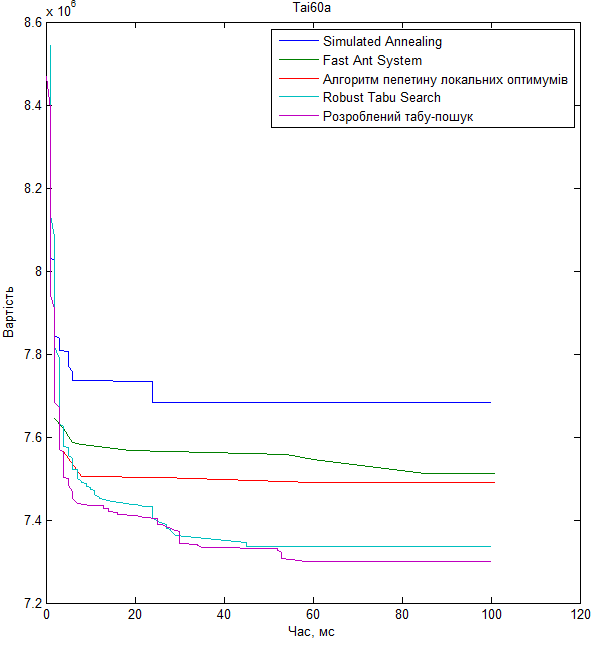 Tai60a
x 10^6
8.6
8.4
8.2
8
7.8
7.6
7.4
7.2
Вартість
Simulated Annealing
Fast Ant System
Алгоритм пепетину локальних оптимумів
Robust Tabu Search
Розроблений табу-пошук
0
20
40
60
80
100
120
Час, мс